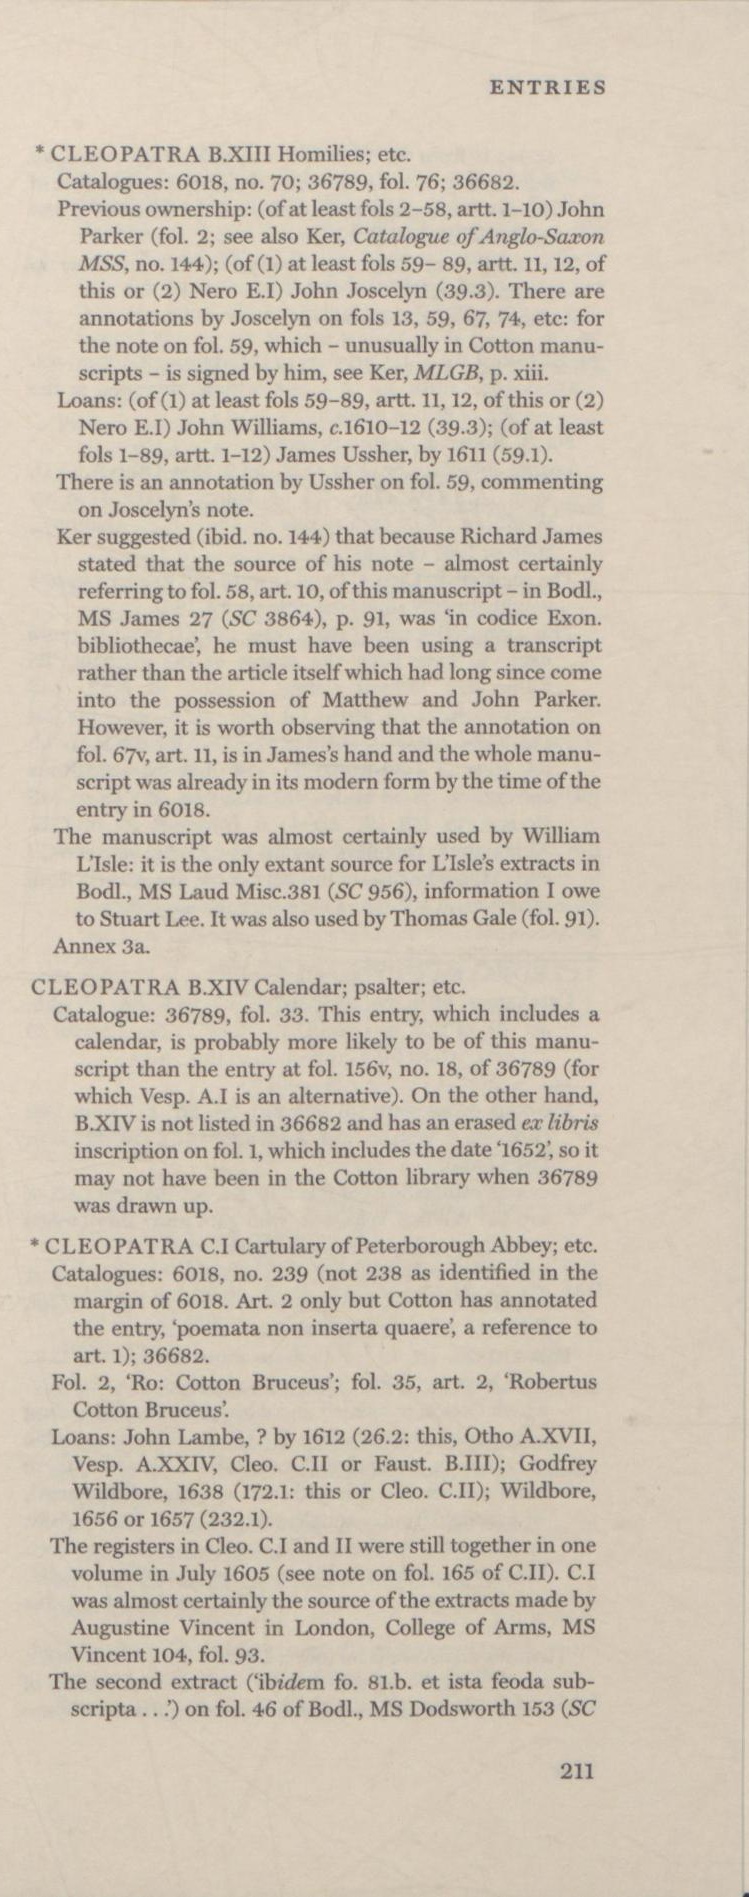 ENTRIES
* CLEOPATRA B.XIII Homilies; etc.
Catalogues: 6018, no. 70; 36789, fol. 76; 36682.
Previous ownership: (of at least fols 2–58, artt. 1–10) John
Parker (fol. 2; see also Ker, Catalogue of Anglo-Saxon
MSS, no. 144); (of (1) at least fols 59– 89, artt. 11, 12, of
this or (2) Nero E.I) John Joscelyn (39.3). There are
annotations by Joscelyn on fols 13, 59, 67, 74, etc: for
the note on fol. 59, which – unusually in Cotton manu-
scripts – is signed by him, see Ker, MLGB, p. xiii.
Loans: (of (1) at least fols 59–89, artt. 11, 12, of this or (2)
Nero E.I) John Williams, c.1610–12 (39.3); (of at least
fols 1–89, artt. 1–12) James Ussher, by 1611 (59.1).
There is an annotation by Ussher on fol. 59, commenting
on Joscelyn's note.
Ker suggested (ibid. no. 144) that because Richard James
stated that the source of his note – almost certainly
referring to fol. 58, art. 10, of this manuscript – in Bodl.,
MS James 27 (SC 3864), p. 91, was 'in codice Exon.
bibliothecae', he must have been using a transcript
rather than the article itself which had long since come
into the possession of Matthew and John Parker.
However, it is worth observing that the annotation on
fol. 67v, art. 11, is in James's hand and the whole manu-
script was already in its modern form by the time of the
entry in 6018.
The manuscript was almost certainly used by William
L'Isle: it is the only extant source for L'Isle's extracts in
Bodl., MS Laud Misc.381 (SC 956), information I owe
to Stuart Lee. It was also used by Thomas Gale (fol. 91).
Annex 3a.
CLEOPATRA B.XIV Calendar; psalter; etc.
Catalogue: 36789, fol. 33. This entry, which includes a
calendar, is probably more likely to be of this manu-
script than the entry at fol. 156v, no. 18, of 36789 (for
which Vesp. A.I is an alternative). On the other hand,
B.XIV is not listed in 36682 and has an erased ex libris
inscription on fol. 1, which includes the date '1652', so it
may not have been in the Cotton library when 36789
was drawn up.
* CLEOPATRA C.I Cartulary of Peterborough Abbey; etc.
Catalogues: 6018, no. 239 (not 238 as identified in the
margin of 6018. Art. 2 only but Cotton has annotated
the entry, 'poemata non inserta quaere', a reference to
art. 1); 36682.
Fol. 2, 'Ro: Cotton Bruceus'; fol. 35, art. 2, 'Robertus
Cotton Bruceus'.
Loans: John Lambe, ? by 1612 (26.2: this, Otho A.XVII,
Vesp. A.XXIV, Cleo. C.II or Faust. B.III); Godfrey
Wildbore, 1638 (172.1: this or Cleo. C.II); Wildbore,
1656 or 1657 (232.1).
The registers in Cleo. C.I and II were still together in one
volume in July 1605 (see note on fol. 165 of C.II). C.I
was almost certainly the source of the extracts made by
Augustine Vincent in London, College of Arms, MS
Vincent 104, fol. 93.
The second extract ('ibidem fo. 81.b. et ista feoda sub-
scripta . . .') on fol. 46 of Bodl., MS Dodsworth 153 (SC
211